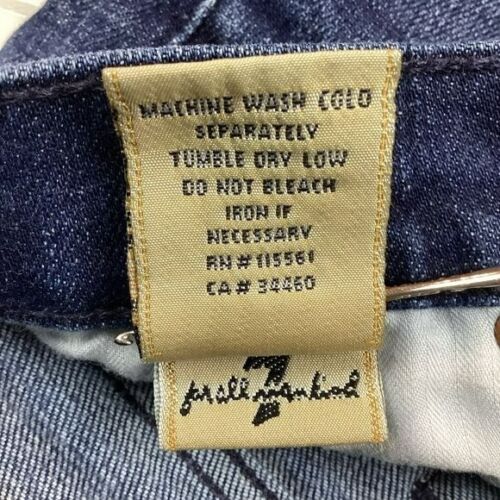 MACHINE WASH COLD
SEPARATELY
TUMBLE DRY LOW
DO NOT BLEACH
IRON IF
NECESSARY
RN # 115561
CA # 34460
7
for all mankind